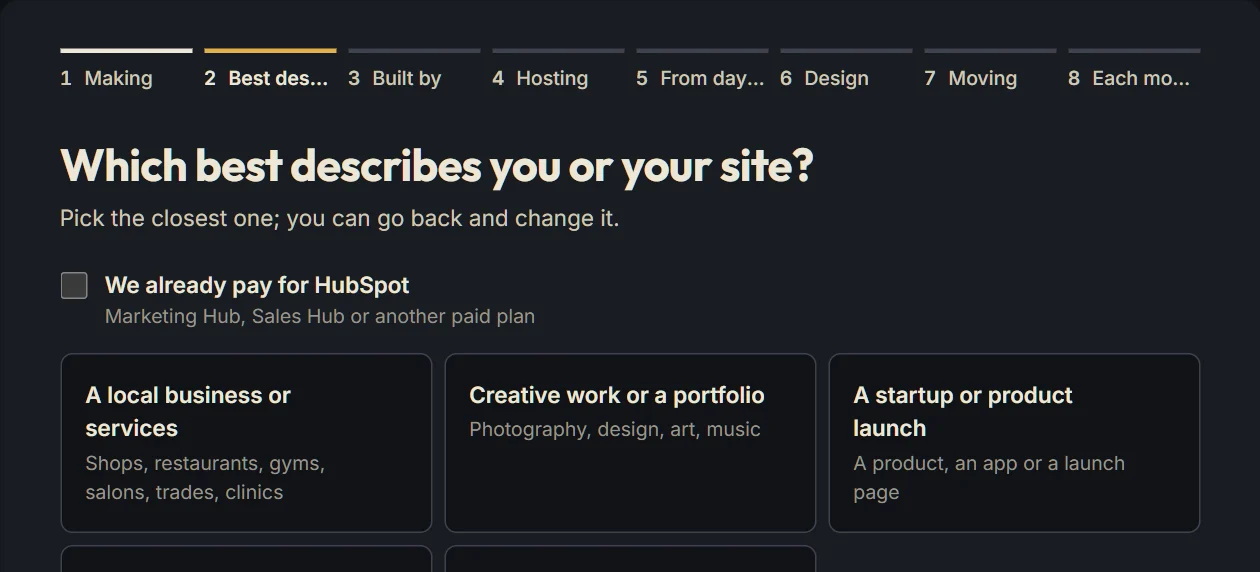 1 Making
2 Best des...
3 Built by
4 Hosting
5 From day...
6 Design
7 Moving
8 Each mo...
Which best describes you or your site?
Pick the closest one; you can go back and change it.
We already pay for HubSpot
Marketing Hub, Sales Hub or another paid plan
A local business or
services
Shops, restaurants, gyms,
salons, trades, clinics
Creative work or a portfolio
Photography, design, art, music
A startup or product
launch
A product, an app or a launch
page